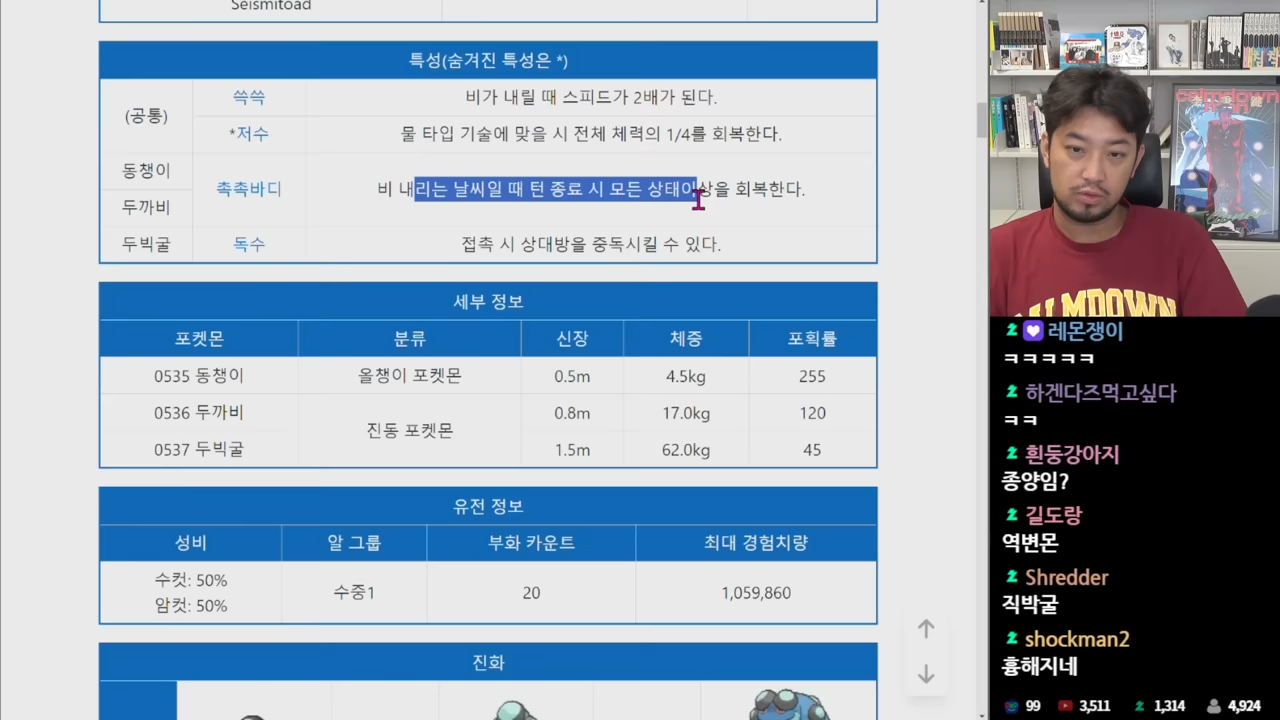 Seismitoad
특성(숨겨진 특성은 *)
(공통)
쓱쓱
비가 내릴 때 스피드가 2배가 된다.
*저수
물 타입 기술에 맞을 시 전체 체력의 1/4를 회복한다.
동챙이
촉촉바디
비 내리는 날씨일 때 턴 종료 시 모든 상태이상을 회복한다.
두까비
두빅굴
독수
접촉 시 상대방을 중독시킬 수 있다.
세부 정보
포켓몬 분류 신장 체중 포획률
0535 동챙이 올챙이 포켓몬 0.5m 4.5kg 255
0536 두까비 0.8m 17.0kg 120
진동 포켓몬
0537 두빅굴 1.5m 62.0kg 45
유전 정보
성비 알 그룹 부화 카운트 최대 경험치량
수컷: 50%
암컷: 50%
수중1 20 1,059,860
진화
calmdown
CALMDOWN
레몬쟁이
ㅋㅋㅋㅋㅋ
하겐다즈먹고싶다
ㅋㅋ
흰둥강아지
종양임?
길도랑
역변몬
Shredder
직박굴
shockman2
흉해지네
99 3,511 1,314 4,924